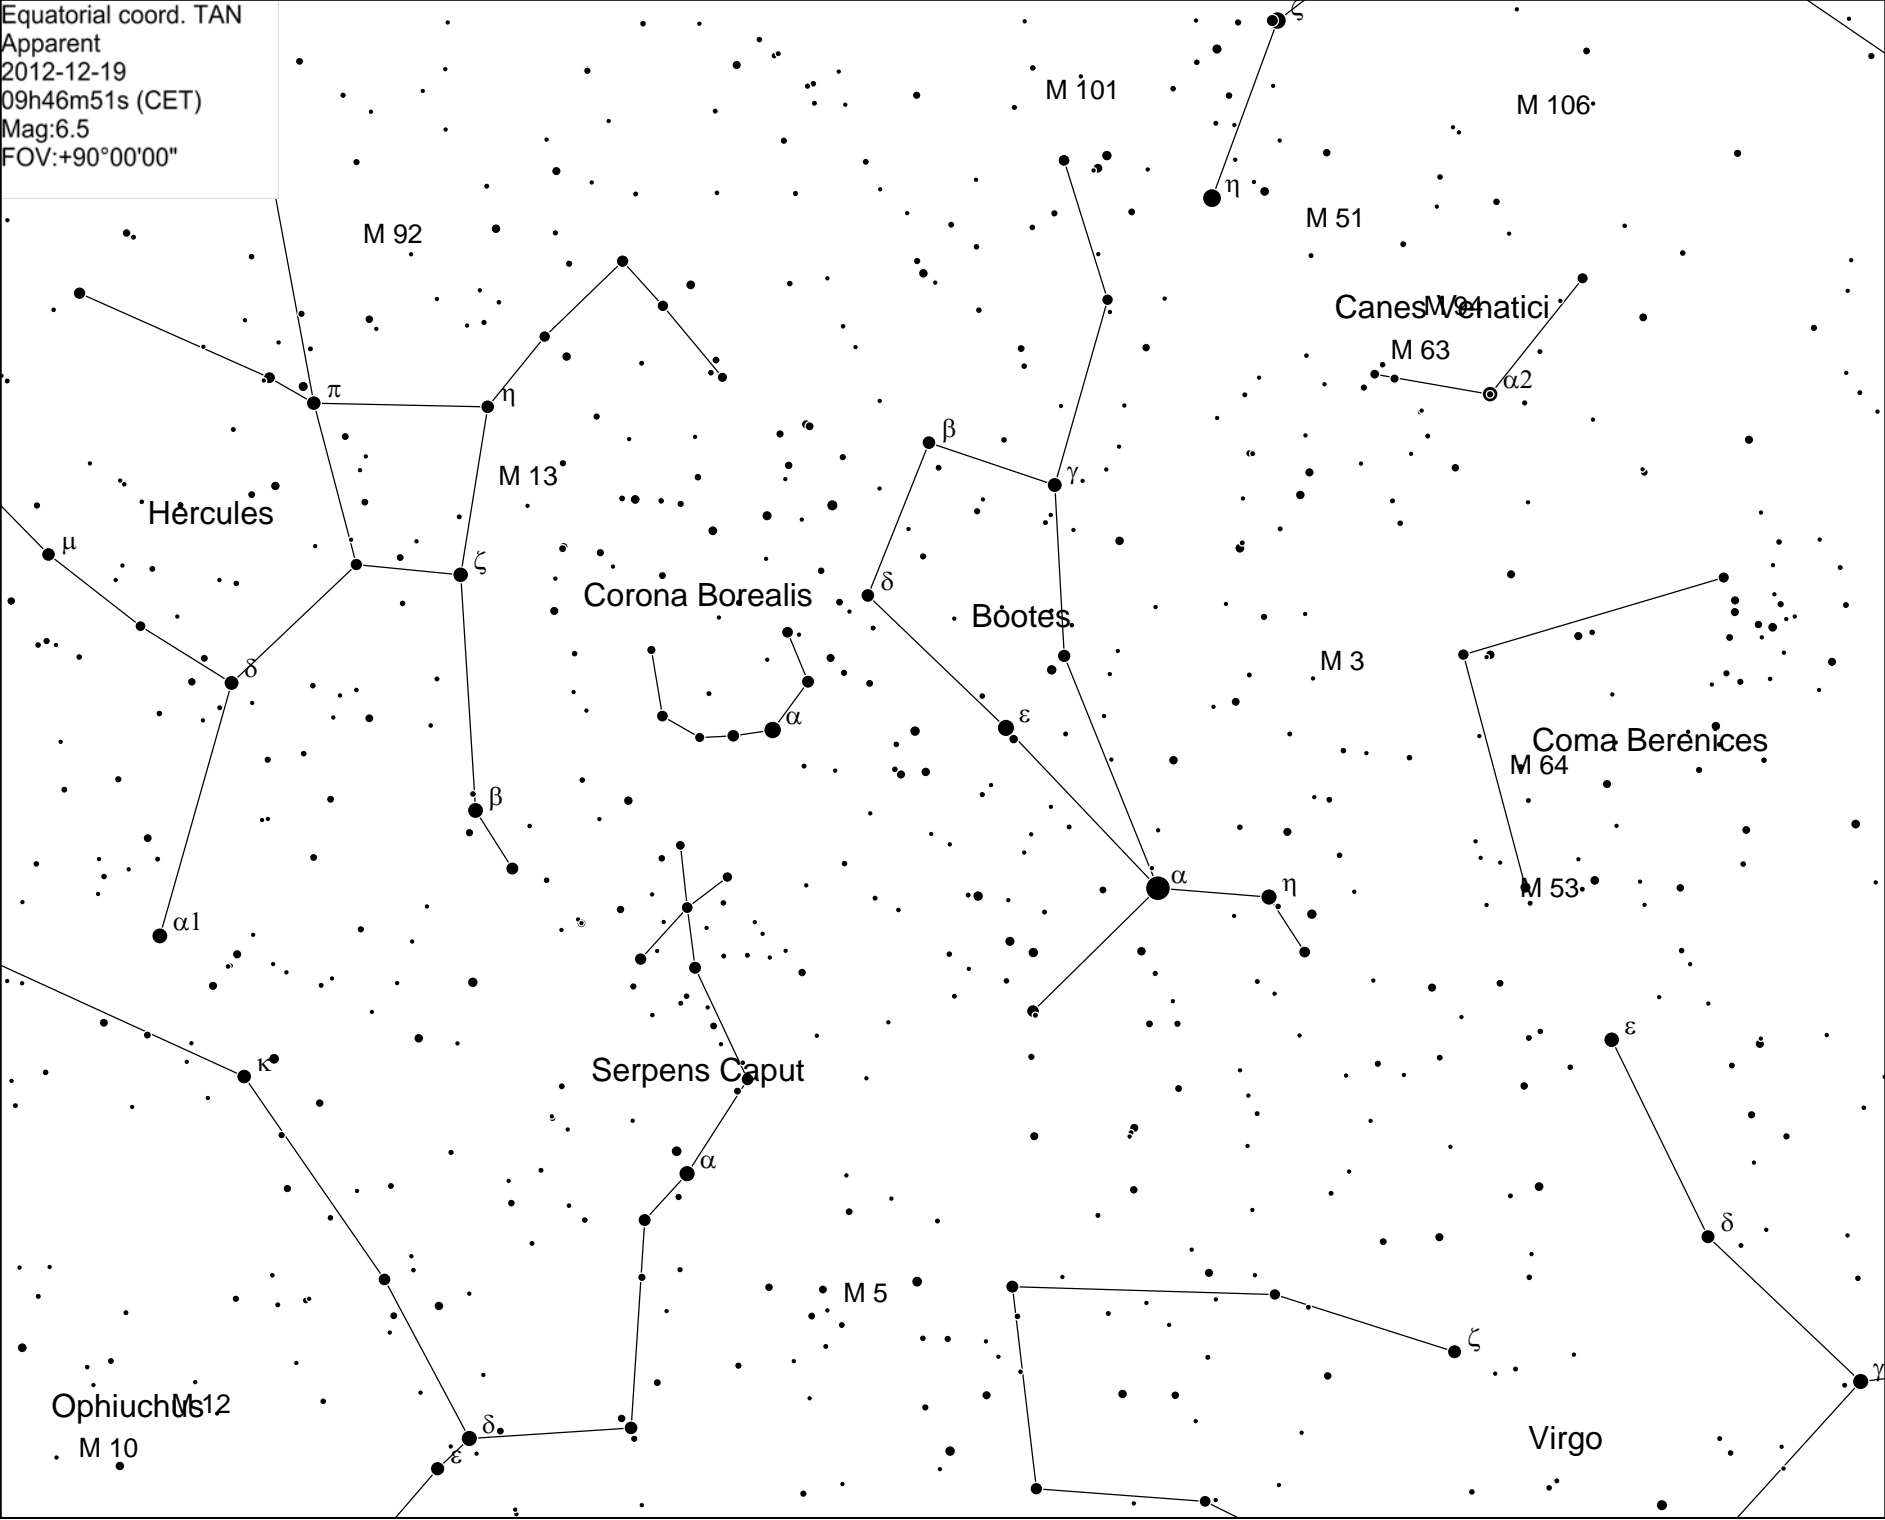 Equatorial coord. TAN
Apparent
2012-12-19
09h46m51s (CET)
Mag:6.5
FOV:+90°00'00"
ζ
M 101
M 106
η
M 51
M 92
Canes Venatici
M 94
M 63
α2
π
η
β
γ
M 13
Hercules
μ
ζ
δ
Corona Borealis
Bootes
M 3
δ
α
ε
Coma Berenices
M 64
β
α
η
M 53
α1
ε
κ
Serpens Caput
α
δ
M 5
ζ
γ
Ophiuchus
M 12
δ
Virgo
M 10
ε